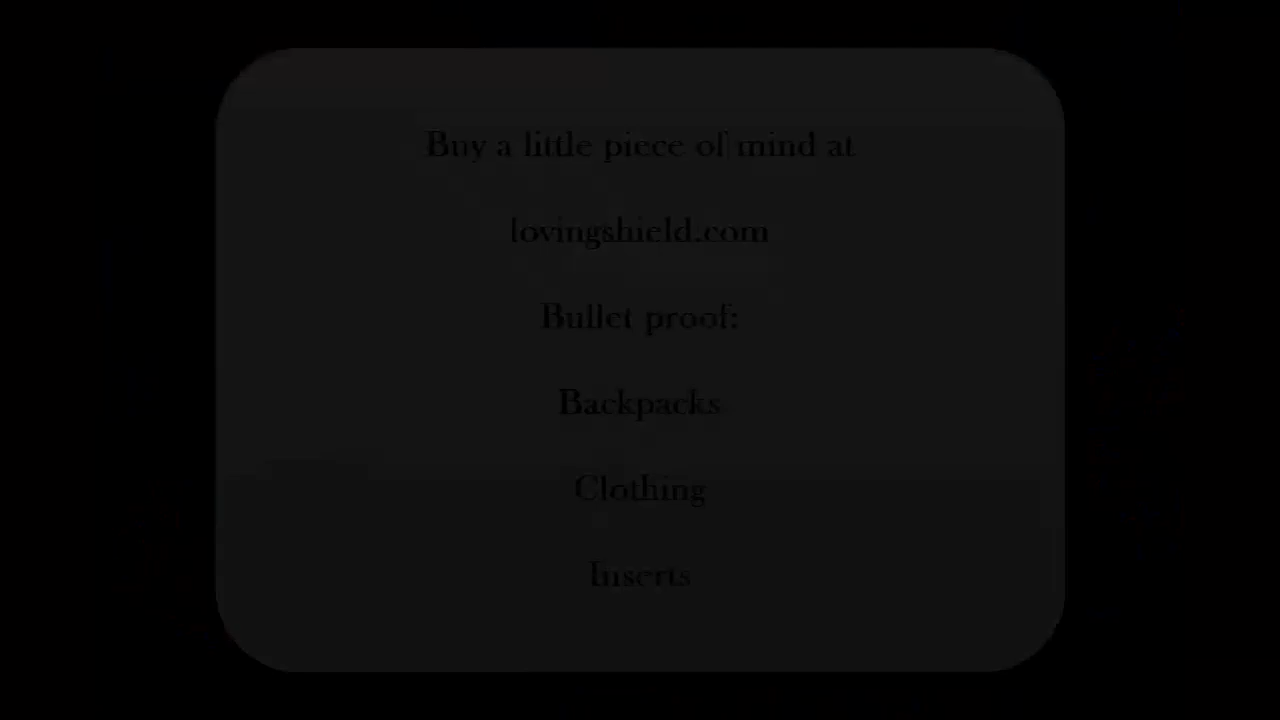 Buy a little piece of mind at
lovingshield.com
Bullet proof:
Backpacks
Clothing
Inserts